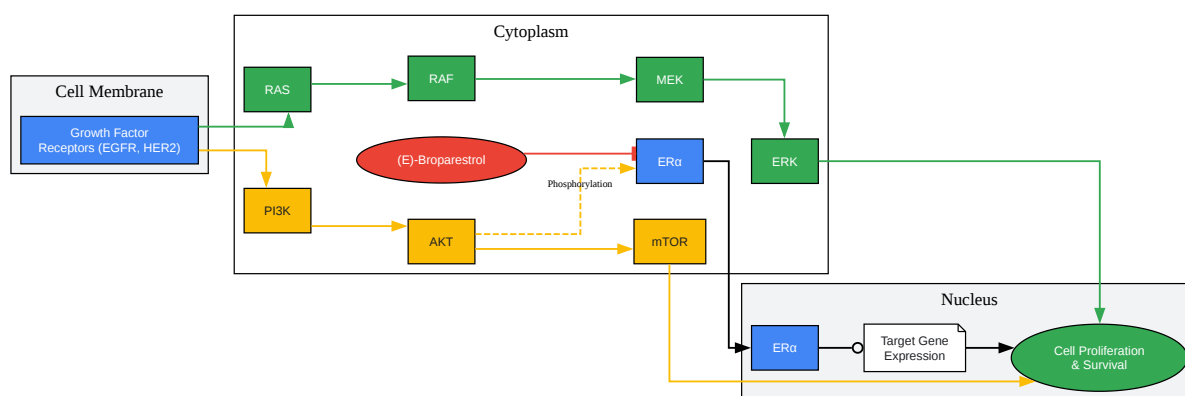 Cytoplasm
Cell Membrane
RAS
RAF
MEK
Growth Factor
Receptors (EGFR, HER2)
(E)-Broparestrol
ERα
ERK
Phosphorylation
PI3K
AKT
mTOR
Nucleus
ERα
Target Gene
Expression
Cell Proliferation
& Survival